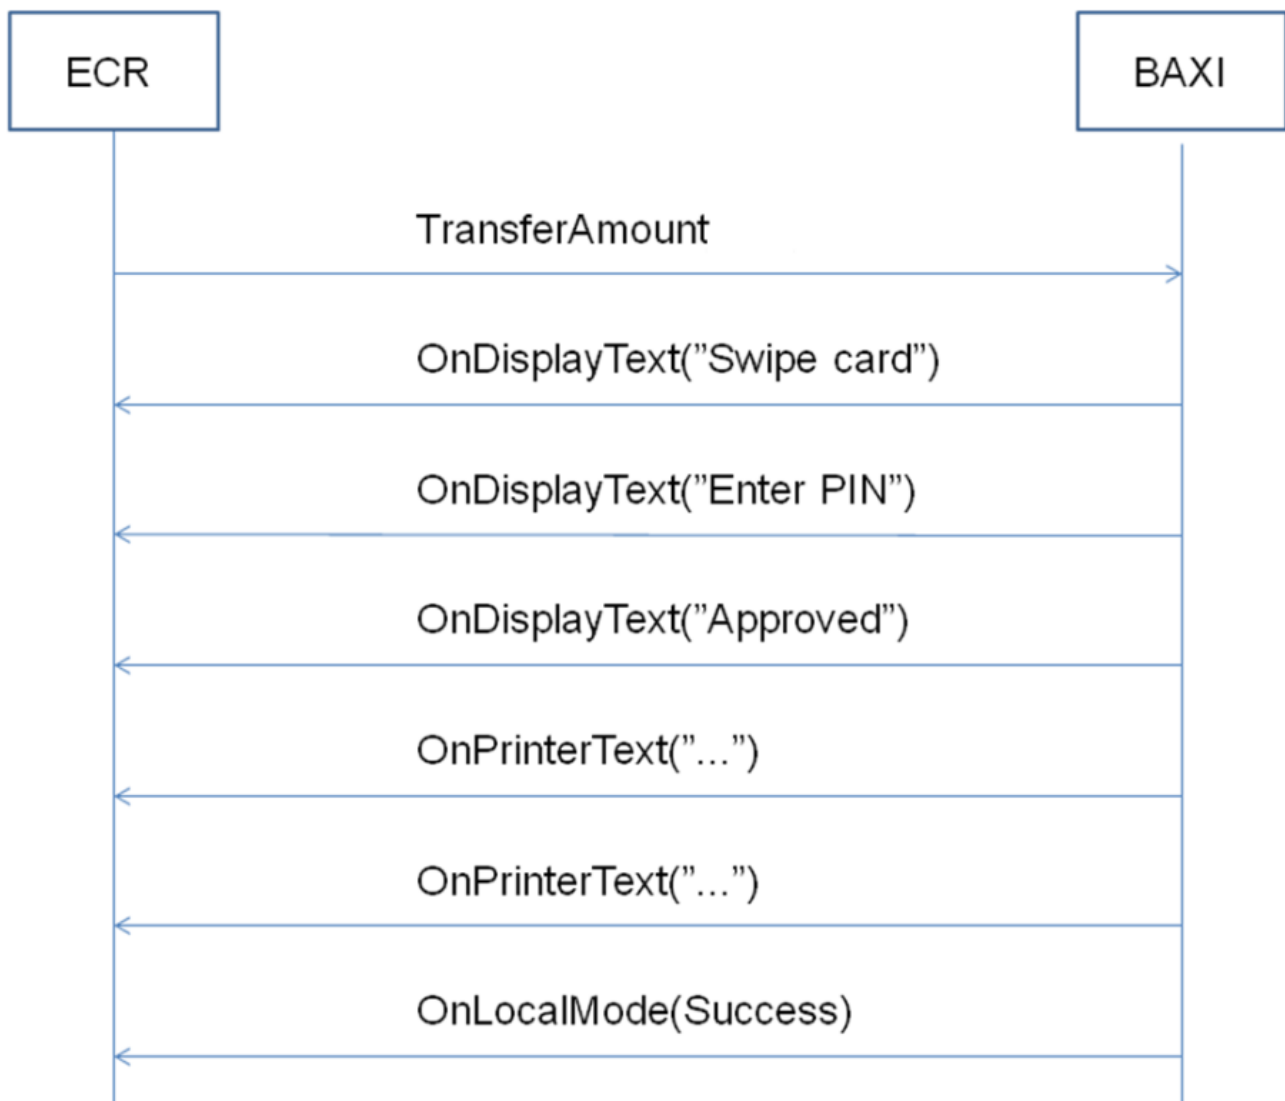 ECR
BAXI
TransferAmount
OnDisplayText(”Swipe card”)
OnDisplayText(”Enter PIN”)
OnDisplayText(”Approved”)
OnPrinterText(”...”)
OnPrinterText(”...”)
OnLocalMode(Success)